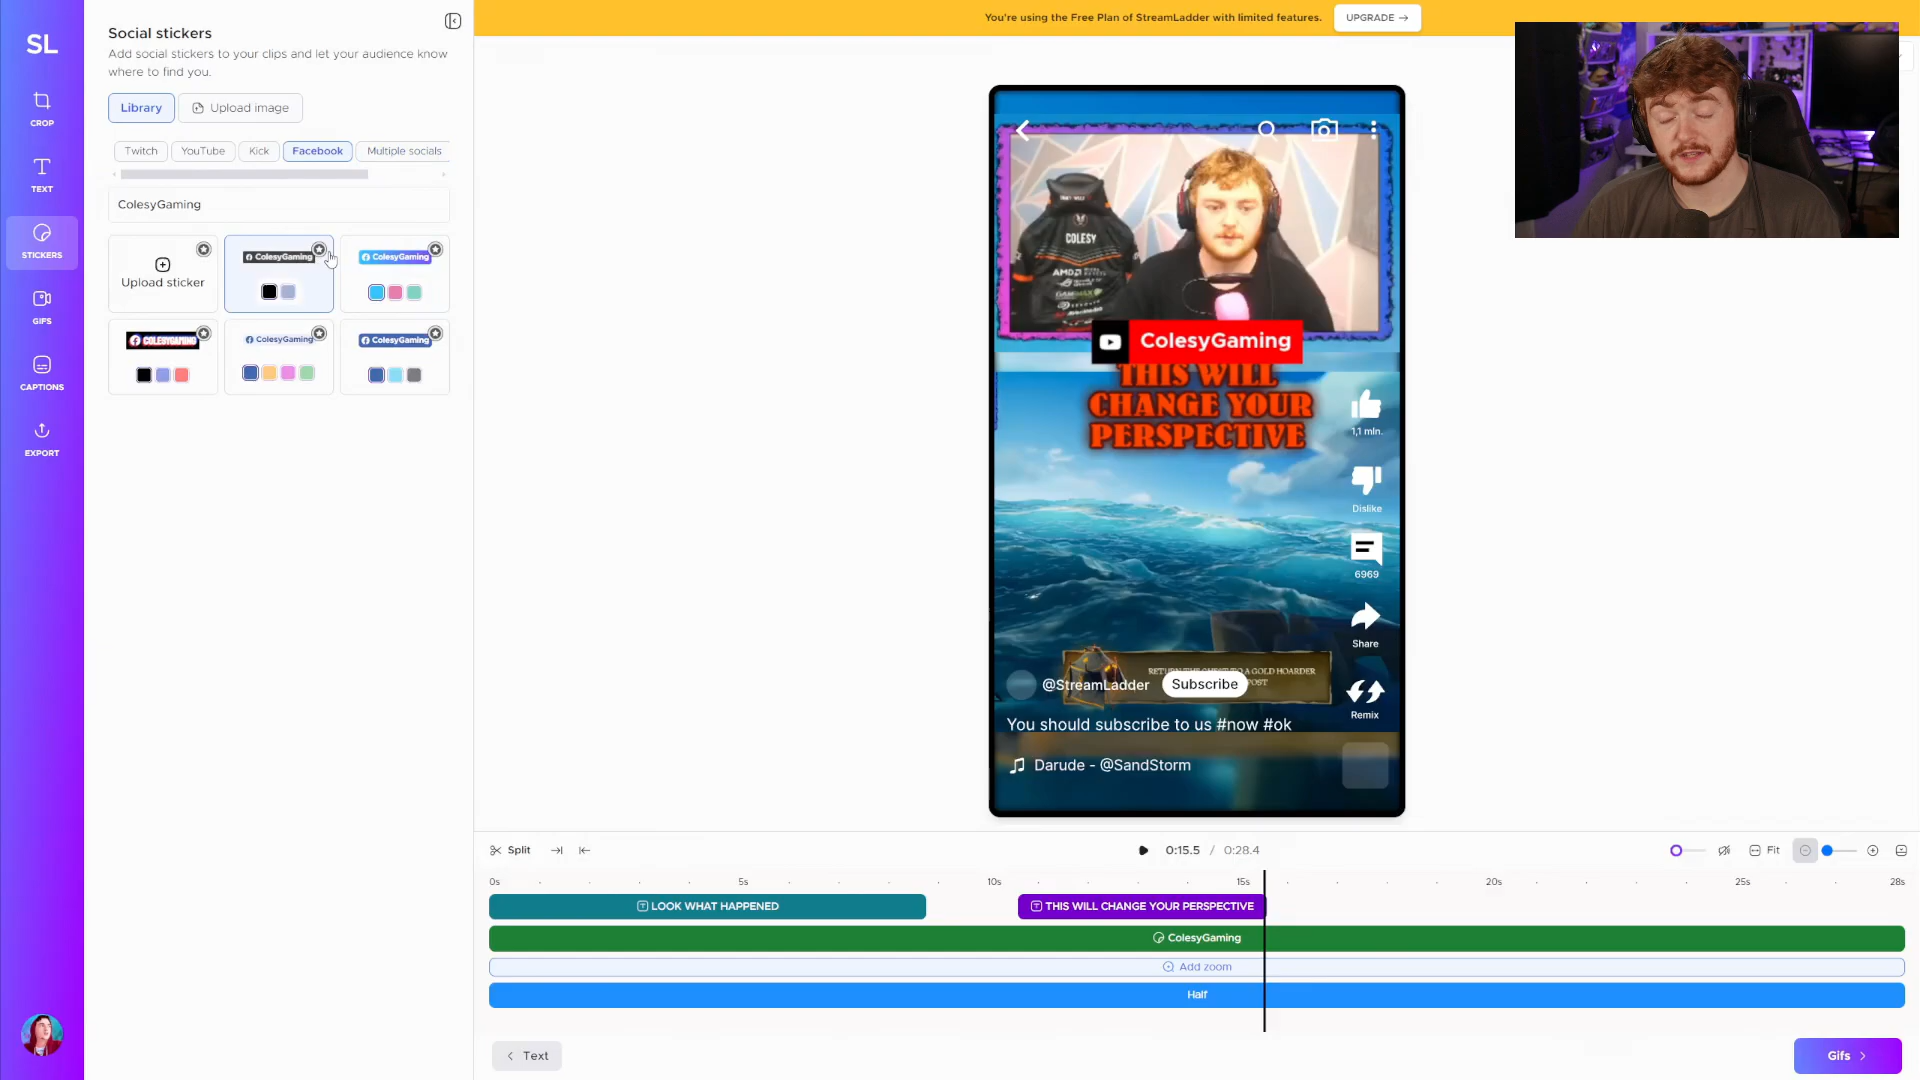 You're using the Free Plan of StreamLadder with limited features.
UPGRADE →
SL
CROP
TEXT
STICKERS
GIFS
CAPTIONS
EXPORT
Social stickers
Add social stickers to your clips and let your audience know
where to find you.
Library
Upload image
Twitch
YouTube
Kick
Facebook
Multiple socials
ColesyGaming
Upload sticker
ColesyGaming
ColesyGaming
COLESYGAMING
ColesyGaming
ColesyGaming
COLESY
AMD
ColesyGaming
THIS WILL
CHANGE YOUR
PERSPECTIVE
1,1 mln.
Dislike
6969
Share
Remix
A GOLD HOARDER
@StreamLadder
Subscribe
You should subscribe to us #now #ok
Darude - @SandStorm
Split
0:15.5 / 0:28.4
Fit
0s
5s
10s
15s
20s
25s
28s
LOOK WHAT HAPPENED
THIS WILL CHANGE YOUR PERSPECTIVE
ColesyGaming
Add zoom
Half
Text
Gifs